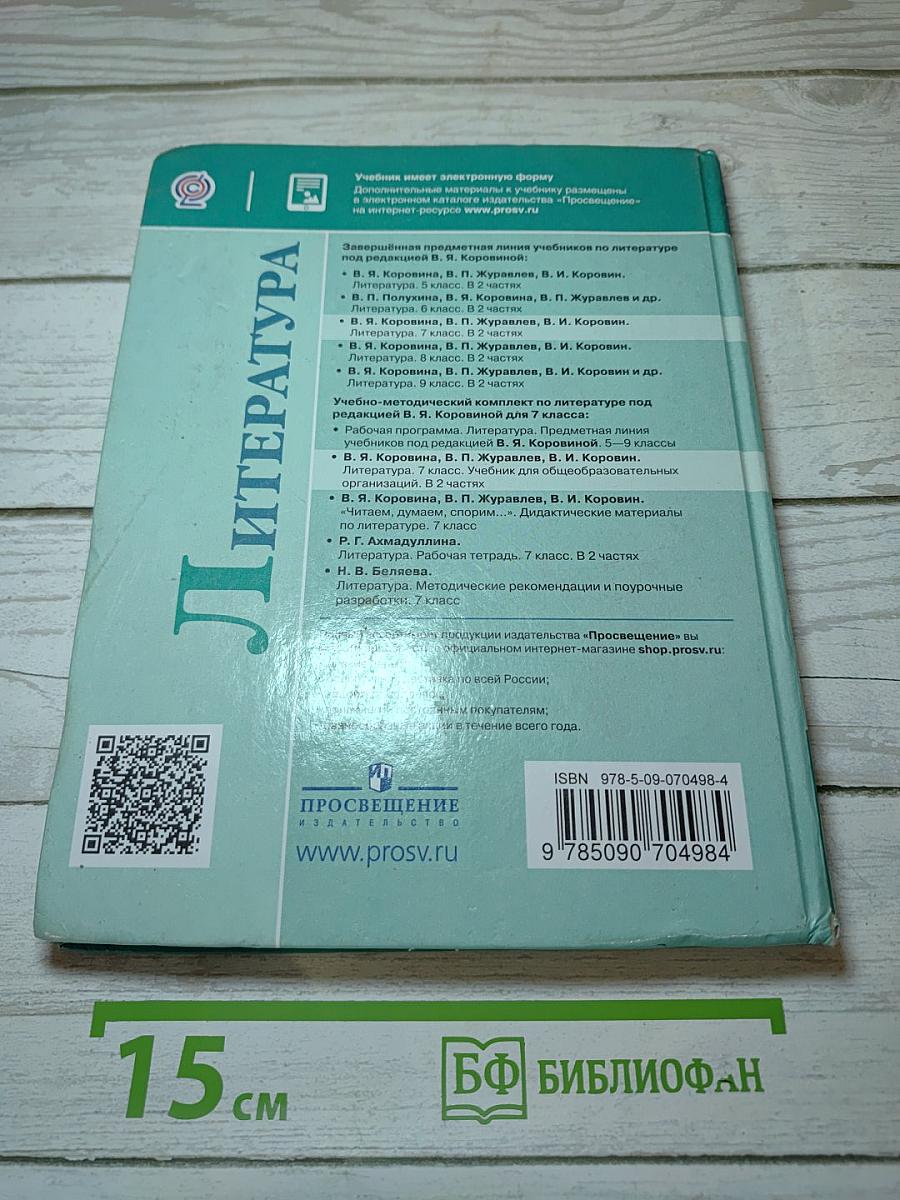 Учебник имеет электронную форму
Дополнительные материалы к учебнику размещены
в электронном каталоге издательства «Просвещение»
на интернет-ресурсе www.prosv.ru
ЛИТЕРАТУРА
Завершённая предметная линия учебников по литературе
под редакцией В. Я. Коровиной:
• В. Я. Коровина, В. П. Журавлев, В. И. Коровин.
Литература. 5 класс. В 2 частях
• В. П. Полухина, В. Я. Коровина, В. П. Журавлев и др.
Литература. 6 класс. В 2 частях
• В. Я. Коровина, В. П. Журавлев, В. И. Коровин.
Литература. 7 класс. В 2 частях
• В. Я. Коровина, В. П. Журавлев, В. И. Коровин.
Литература. 8 класс. В 2 частях
• В. Я. Коровина, В. П. Журавлев, В. И. Коровин и др.
Литература. 9 класс. В 2 частях
Учебно-методический комплект по литературе под
редакцией В. Я. Коровиной для 7 класса:
• Рабочая программа. Литература. Предметная линия
учебников под редакцией В. Я. Коровиной. 5—9 классы
• В. Я. Коровина, В. П. Журавлев, В. И. Коровин.
Литература. 7 класс. Учебник для общеобразовательных
организаций. В 2 частях
• В. Я. Коровина, В. П. Журавлев, В. И. Коровин.
«Читаем, думаем, спорим...». Дидактические материалы
по литературе. 7 класс
• Р. Г. Ахмадуллина.
Литература. Рабочая тетрадь. 7 класс. В 2 частях
• Н. В. Беляева.
Литература. Методические рекомендации и поурочные
разработки. 7 класс
продукции издательства «Просвещение» вы
официальном интернет-магазине shop.prosv.ru:
по всей России;
покупателям;
в течение всего года.
ПРОСВЕЩЕНИЕ
ИЗДАТЕЛЬСТВО
www.prosv.ru
ISBN 978-5-09-070498-4
9 785090 704984
15 см
БФ БИБЛИОФАН